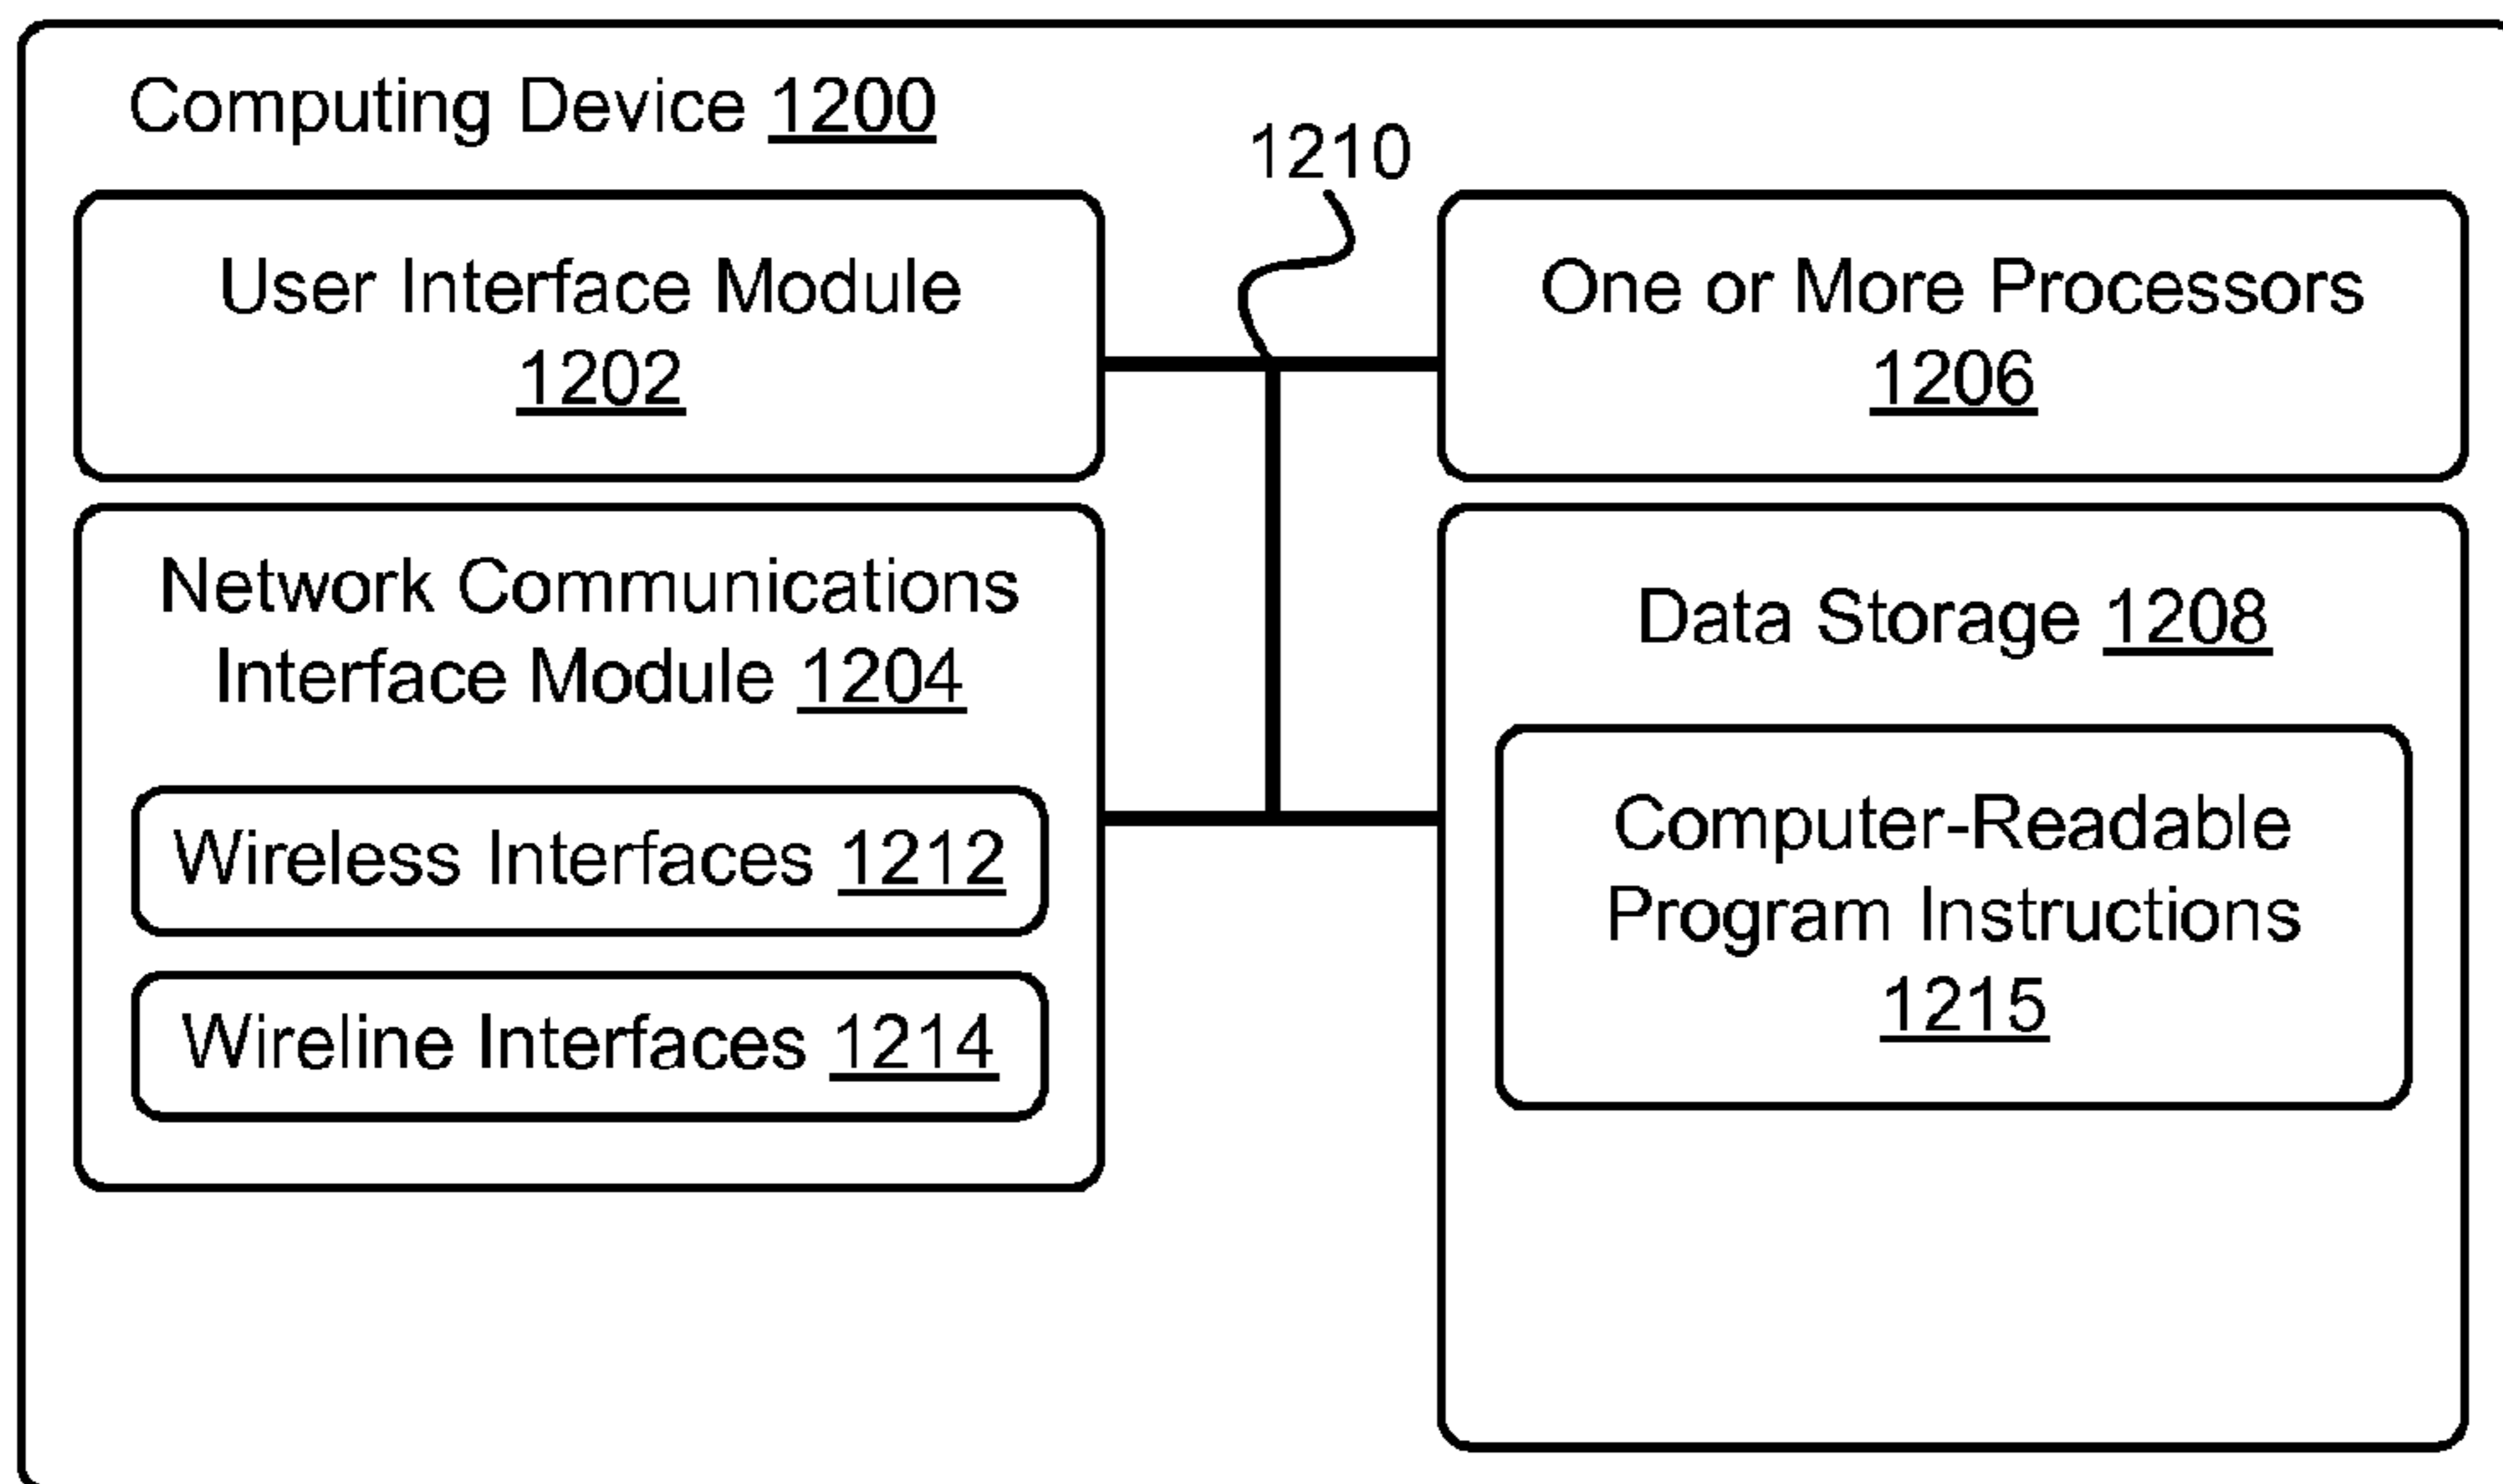 Computing Device 1200
1210
User Interface Module
1202
One or More Processors
1206
Network Communications
Interface Module 1204
Wireless Interfaces 1212
Wireline Interfaces 1214
Data Storage 1208
Computer-Readable
Program Instructions
1215